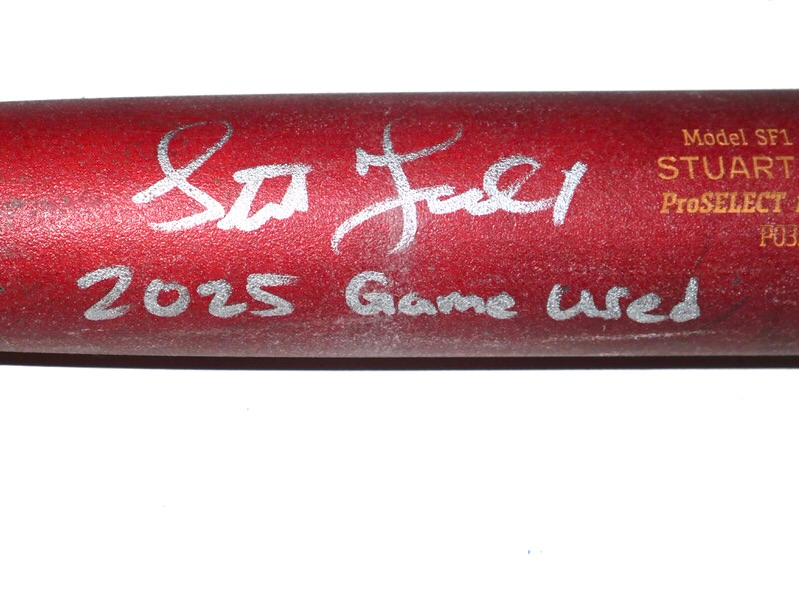 Model SF1
STUART
ProSELECT
P03
2025 Game Used